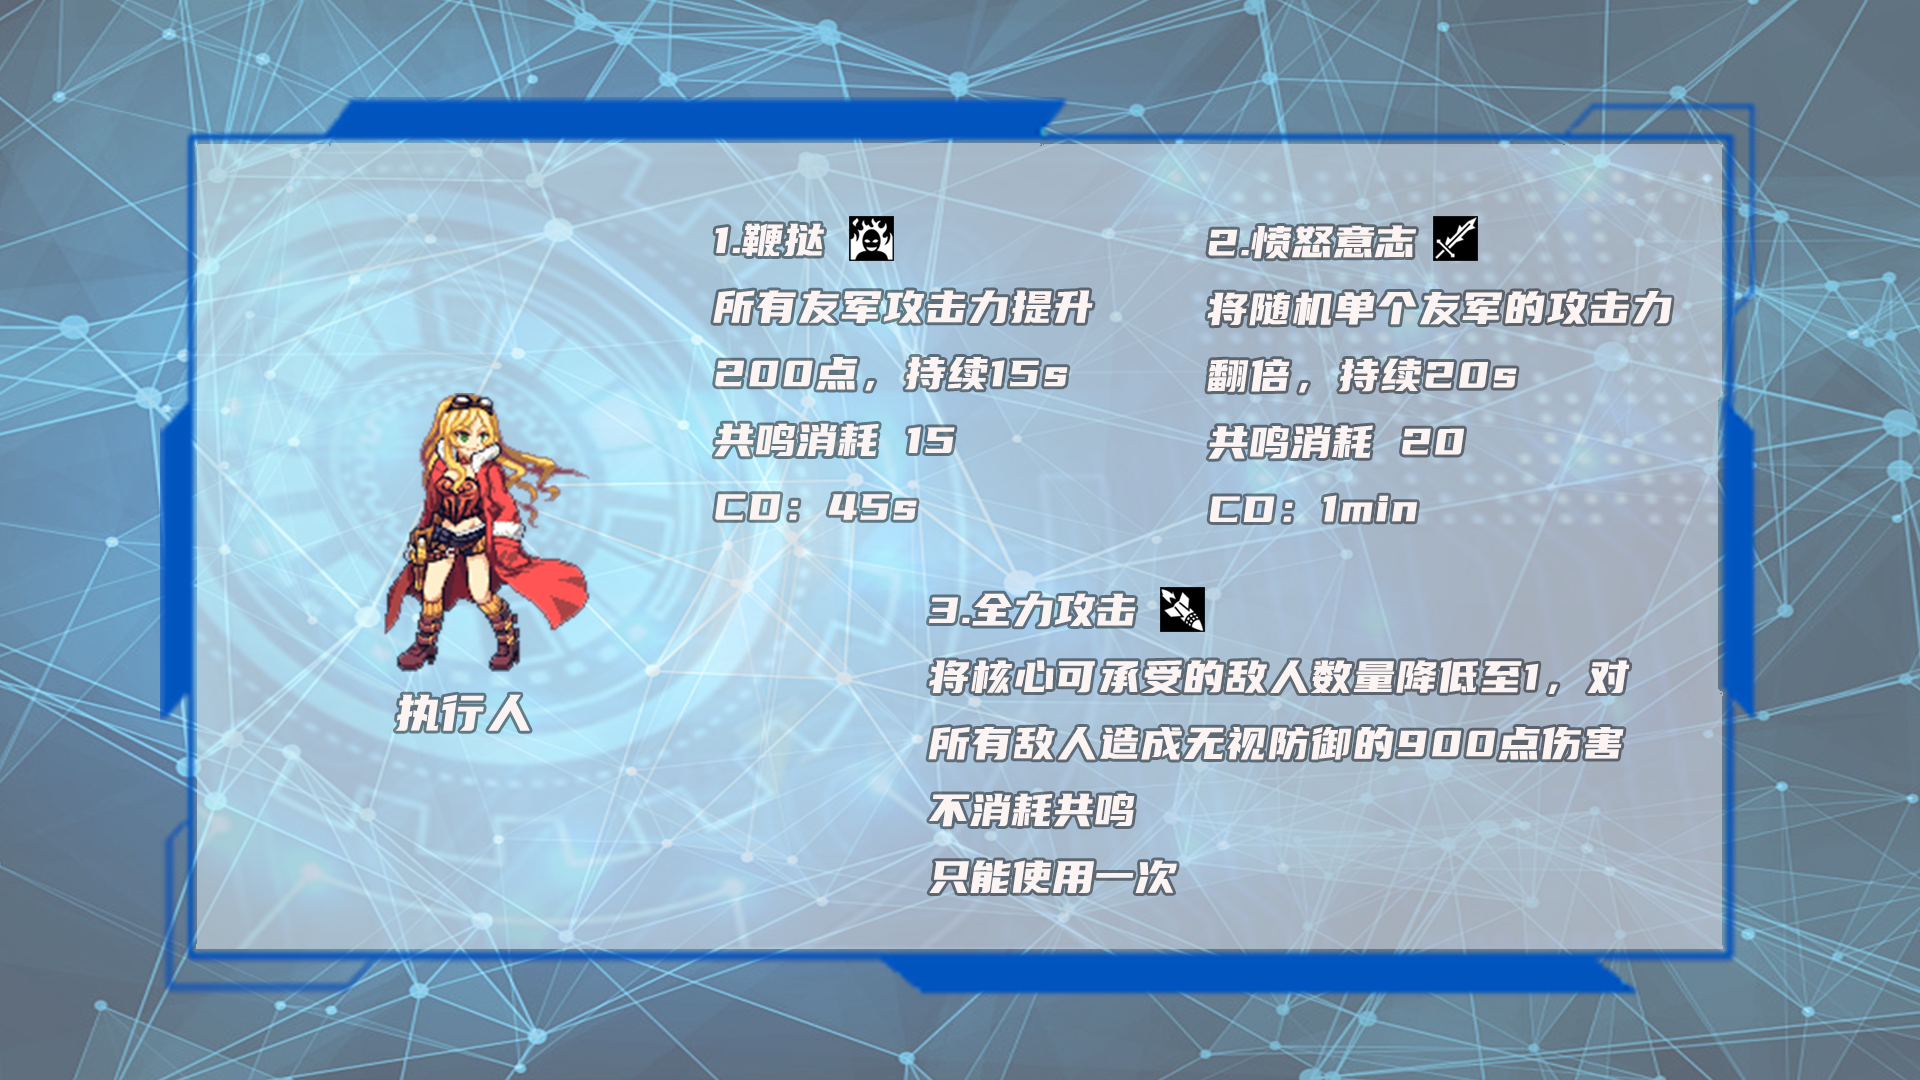 1.鞭挞
所有友军攻击力提升
200点，持续15s
共鸣消耗 15
CD：45s
2.愤怒意志
将随机单个友军的攻击力
翻倍，持续20s
共鸣消耗 20
CD：1min
3.全力攻击
将核心可承受的敌人数量降低至1，对
所有敌人造成无视防御的900点伤害
不消耗共鸣
只能使用一次
执行人